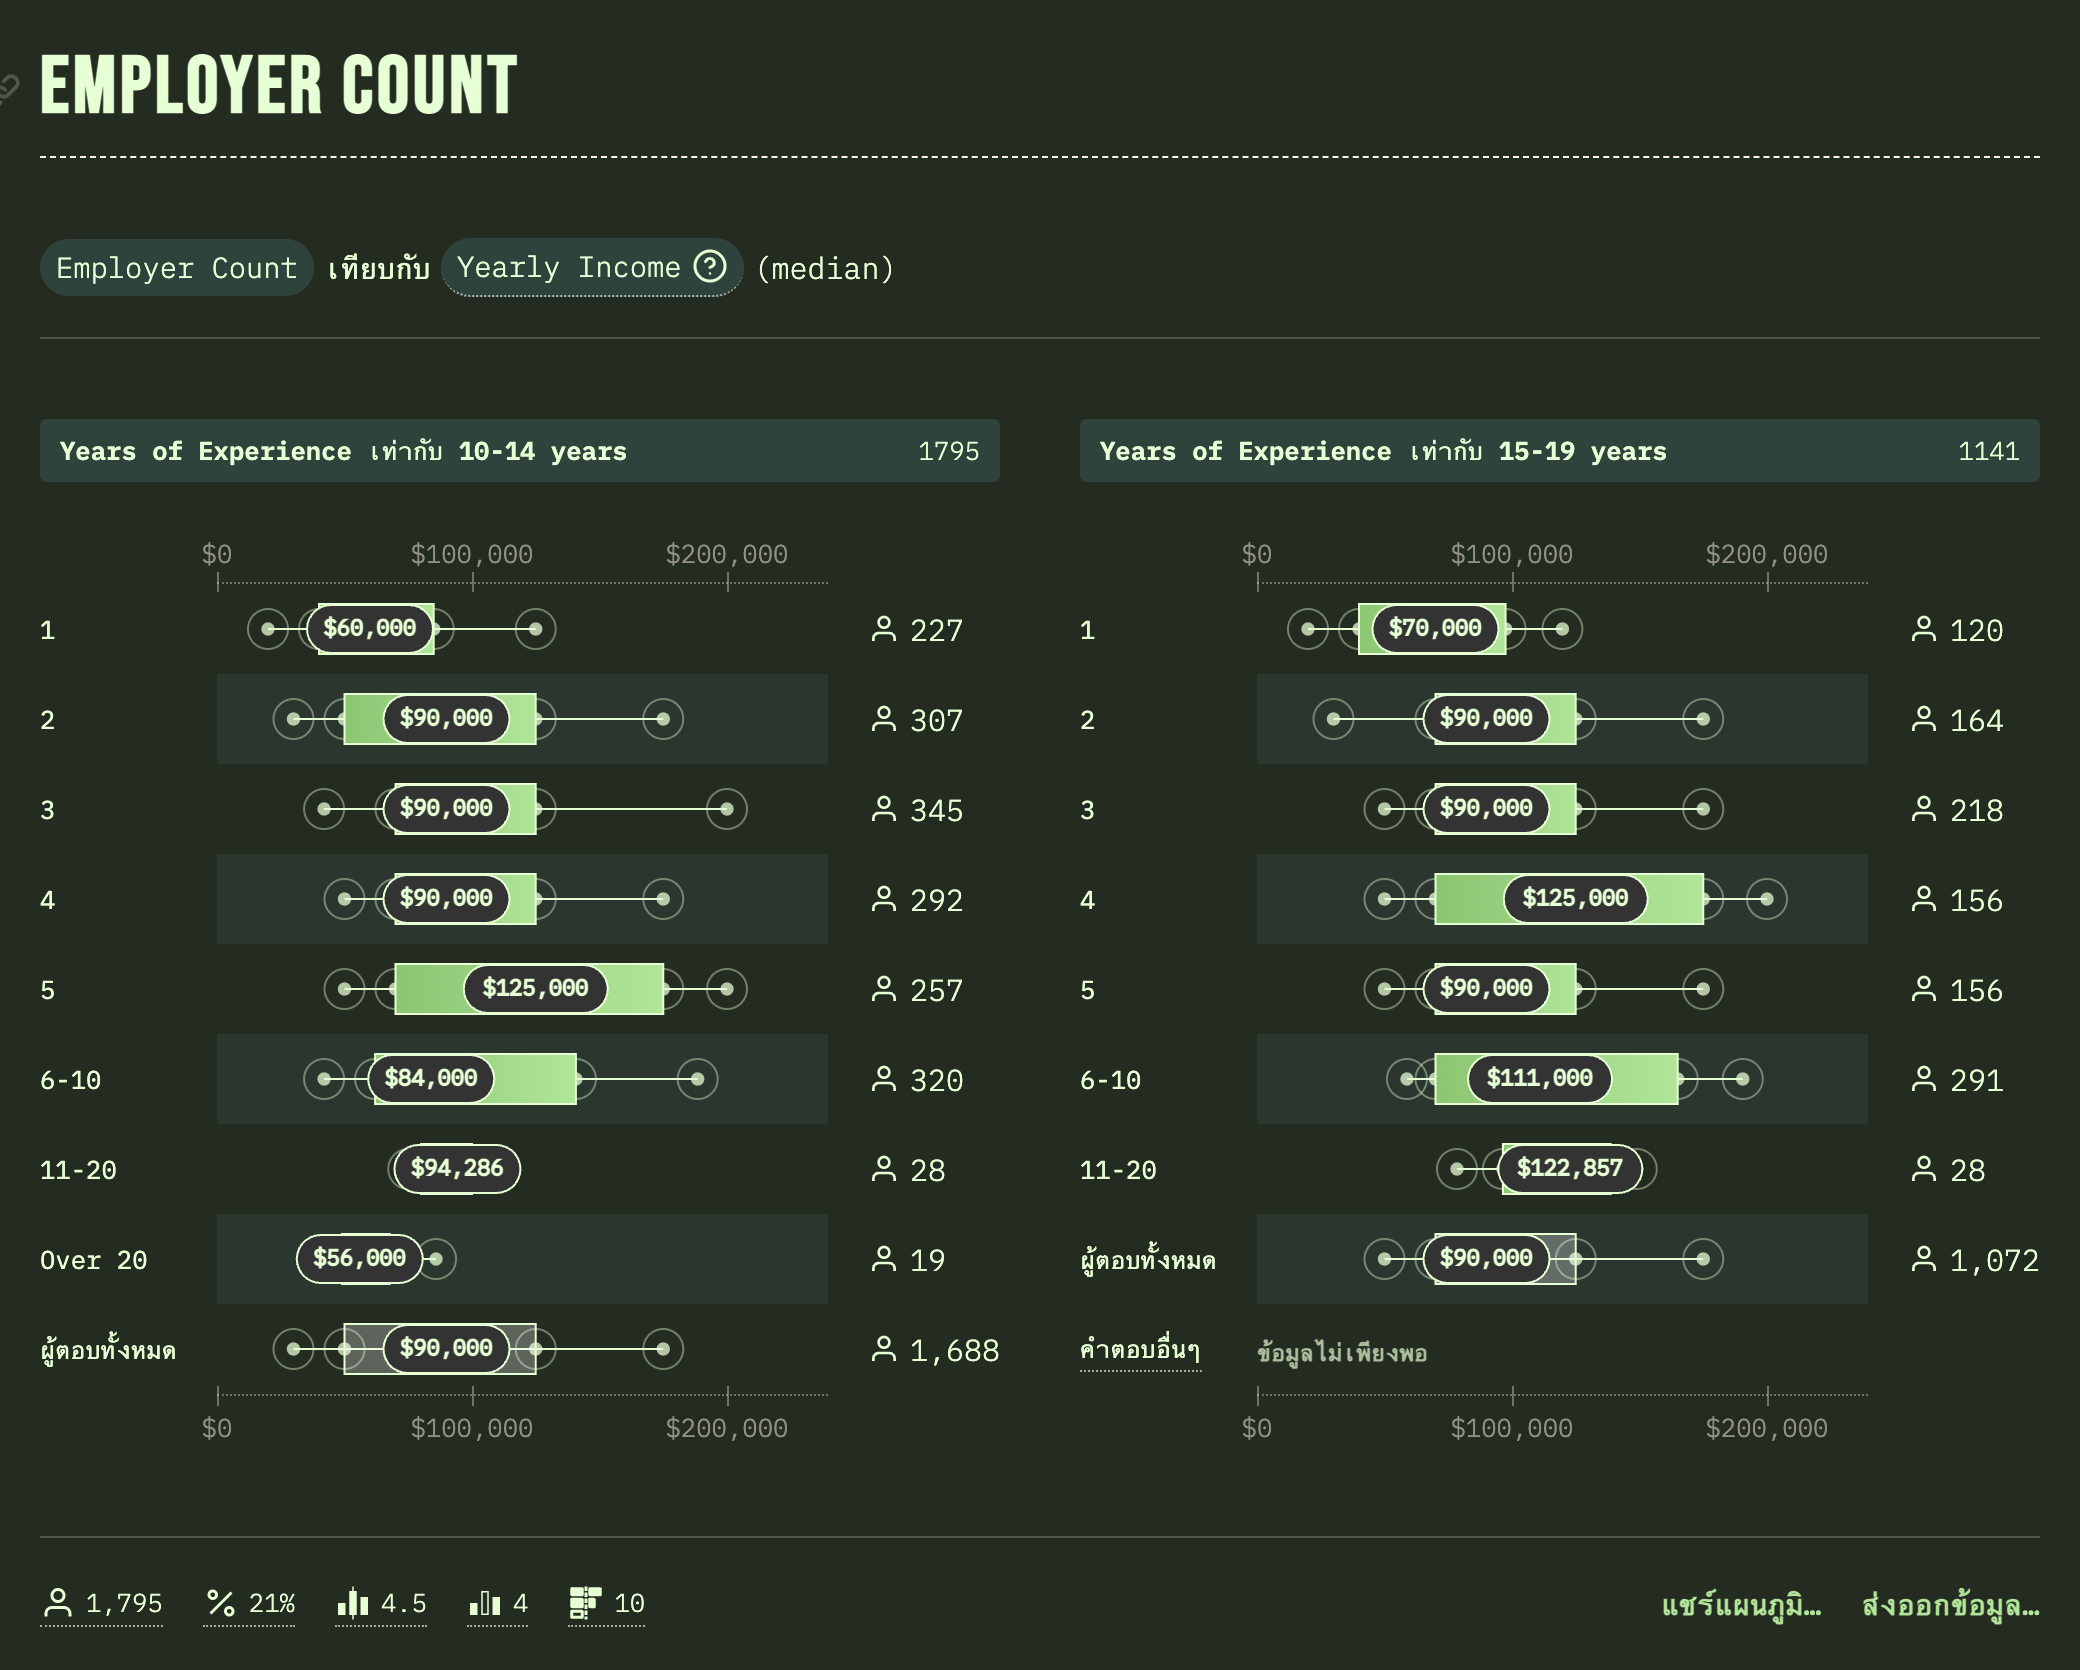 EMPLOYER COUNT
Employer Count เทียบกับ Yearly Income (median)
Years of Experience เท่ากับ 10-14 years 1795
$0 $100,000 $200,000
1 $60,000 227
2 $90,000 307
3 $90,000 345
4 $90,000 292
5 $125,000 257
6-10 $84,000 320
11-20 $94,286 28
Over 20 $56,000 19
ผู้ตอบทั้งหมด $90,000 1,688
$0 $100,000 $200,000
Years of Experience เท่ากับ 15-19 years 1141
$0 $100,000 $200,000
1 $70,000 120
2 $90,000 164
3 $90,000 218
4 $125,000 156
5 $90,000 156
6-10 $111,000 291
11-20 $122,857 28
ผู้ตอบทั้งหมด $90,000 1,072
คำตอบอื่นๆ ข้อมูลไม่เพียงพอ
$0 $100,000 $200,000
1,795 21% 4.5 4 10
แชร์แผนภูมิ… ส่งออกข้อมูล…